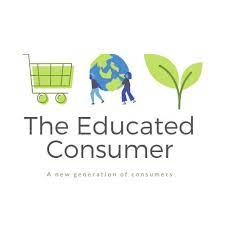 The Educated
Consumer
A new generation of consumers